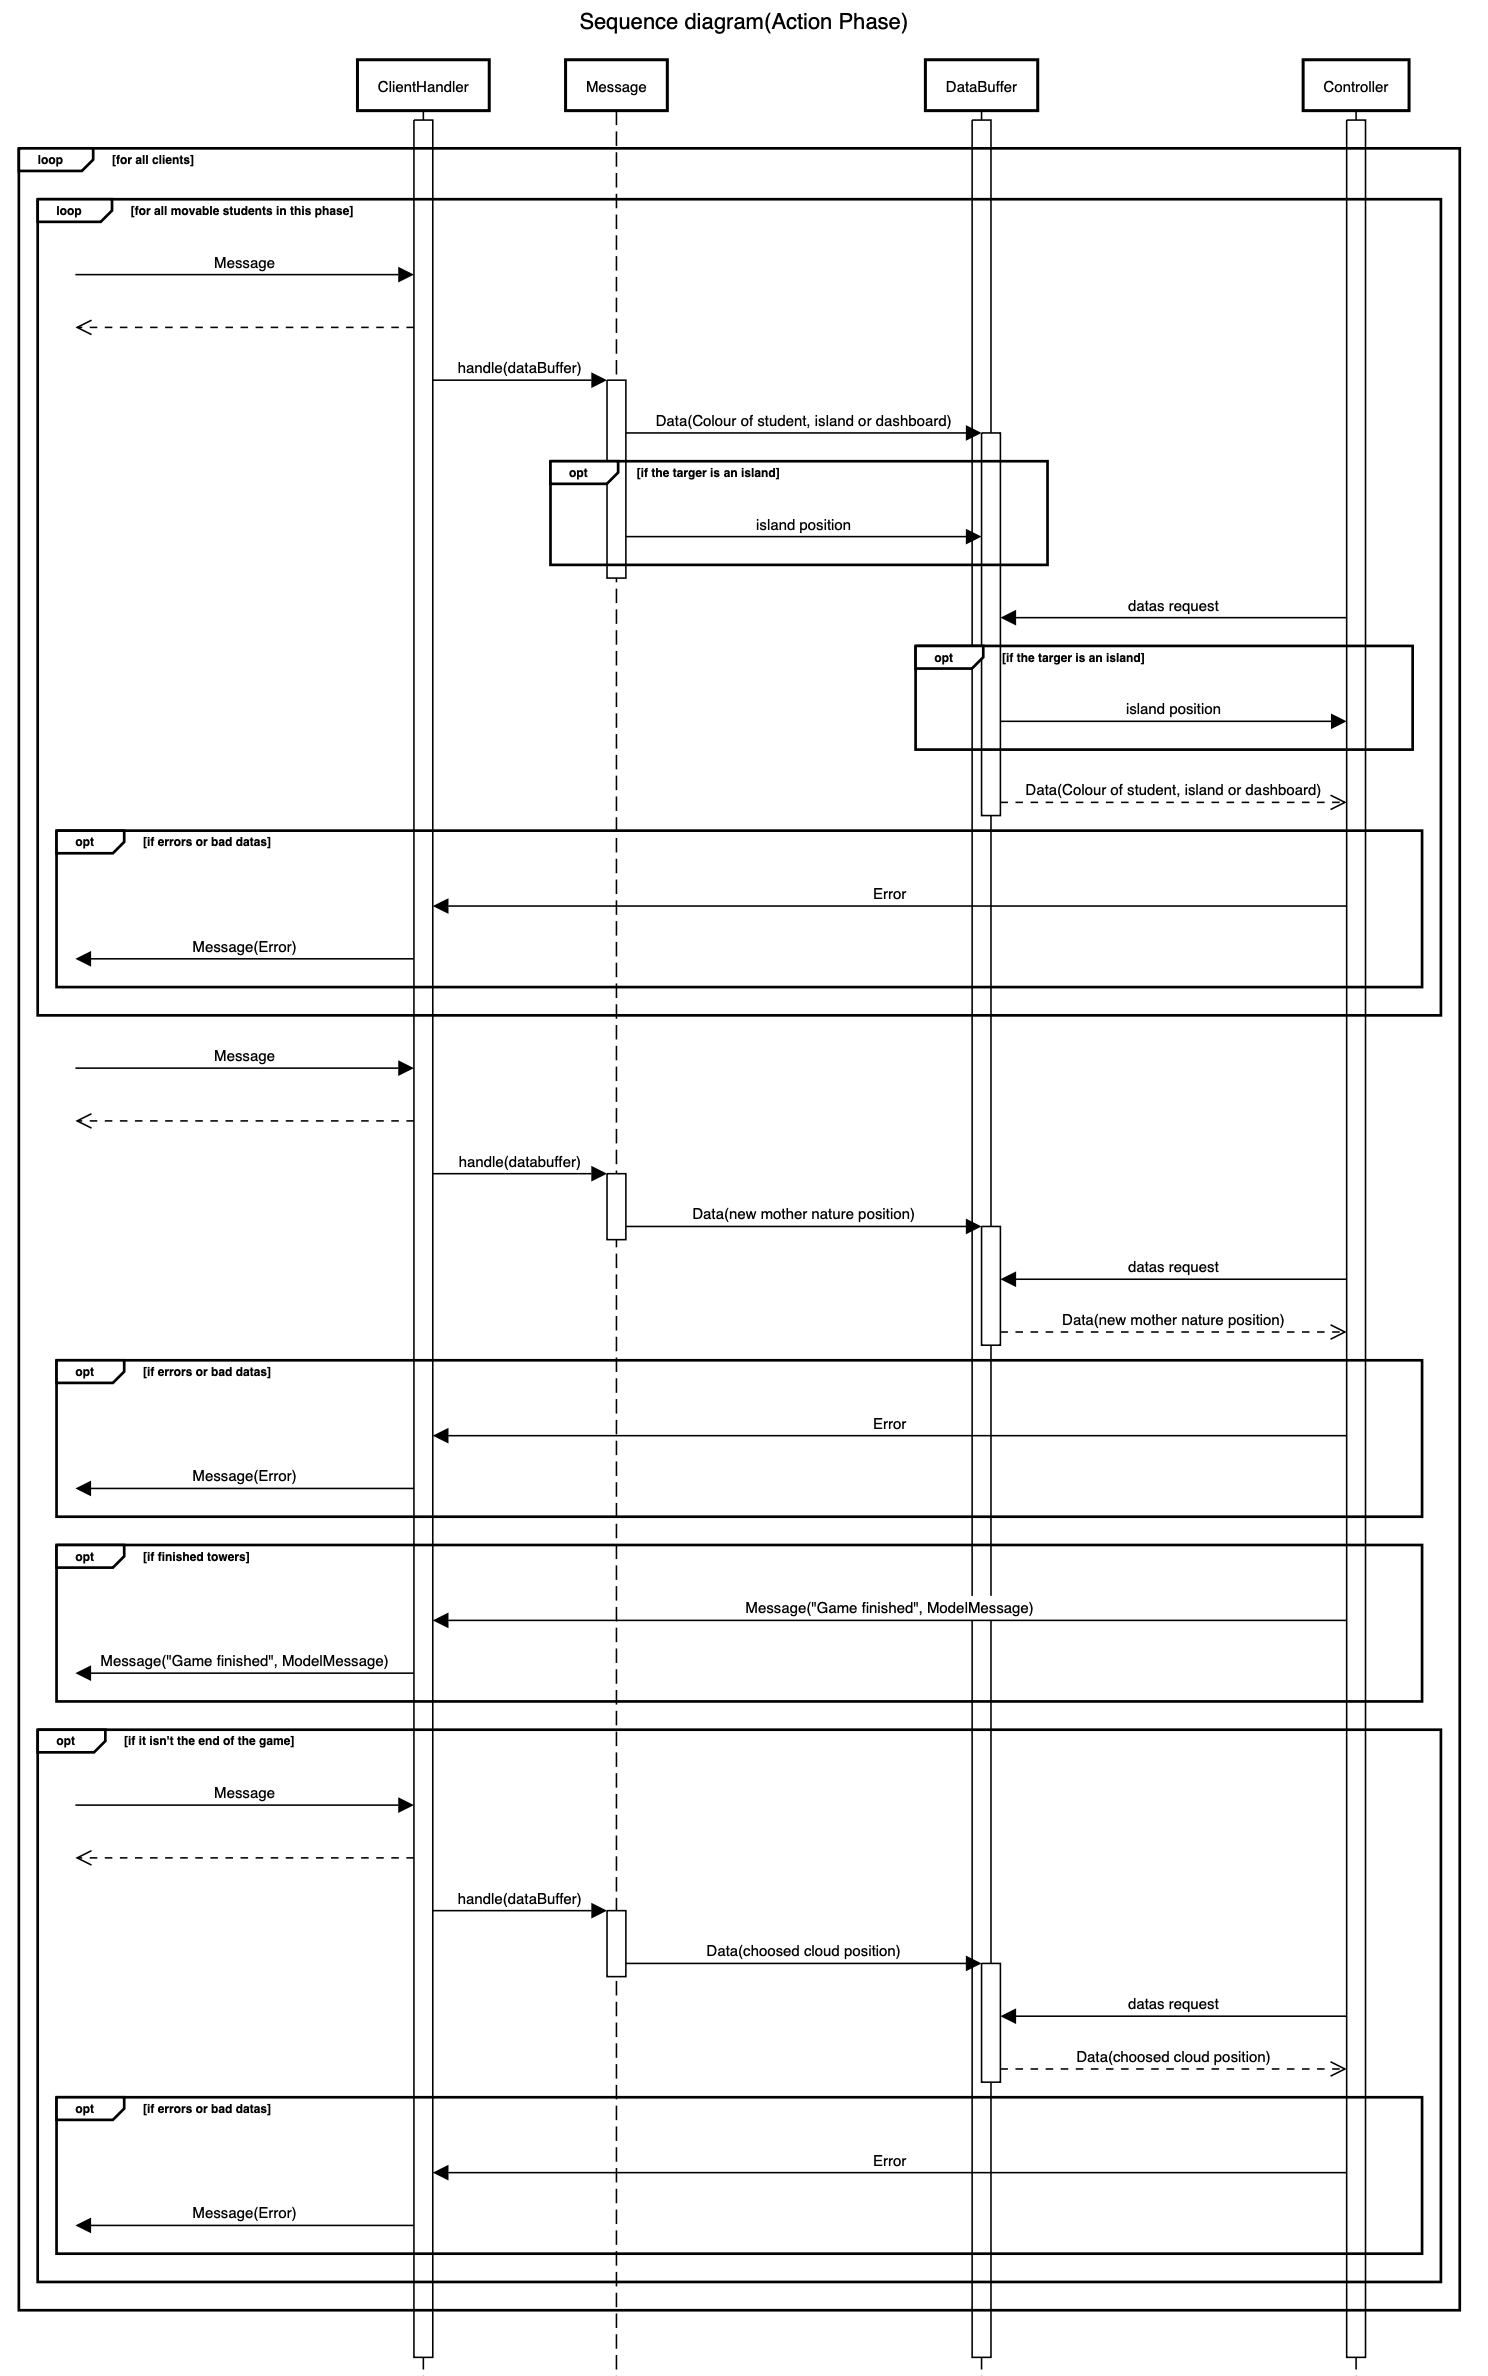 Sequence diagram(Action Phase)
ClientHandler
Message
DataBuffer
Controller
loop
[for all clients]
loop
[for all movable students in this phase]
Message
handle(dataBuffer)
Data(Colour of student, island or dashboard)
opt
[if the targer is an island]
island position
datas request
opt
[if the targer is an island]
island position
Data(Colour of student, island or dashboard)
opt
[if errors or bad datas]
Error
Message(Error)
Message
handle(databuffer)
Data(new mother nature position)
datas request
Data(new mother nature position)
opt
[if errors or bad datas]
Error
Message(Error)
opt
[if finished towers]
Message("Game finished", ModelMessage)
Message("Game finished", ModelMessage)
opt
[if it isn't the end of the game]
Message
handle(dataBuffer)
Data(choosed cloud position)
datas request
Data(choosed cloud position)
opt
[if errors or bad datas]
Error
Message(Error)